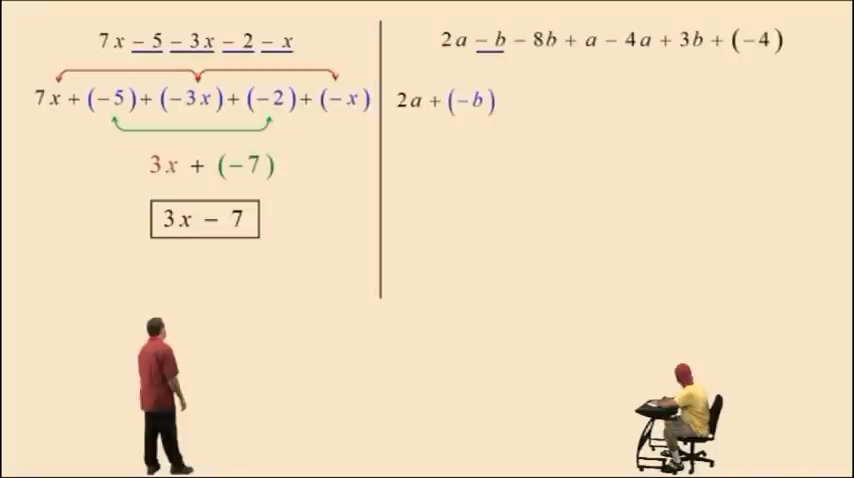 7x − 5 − 3x − 2 − x
7x + (−5) + (−3x) + (−2) + (−x)
3x + (−7)
3x − 7
2a − b − 8b + a − 4a + 3b + (−4)
2a + (−b)